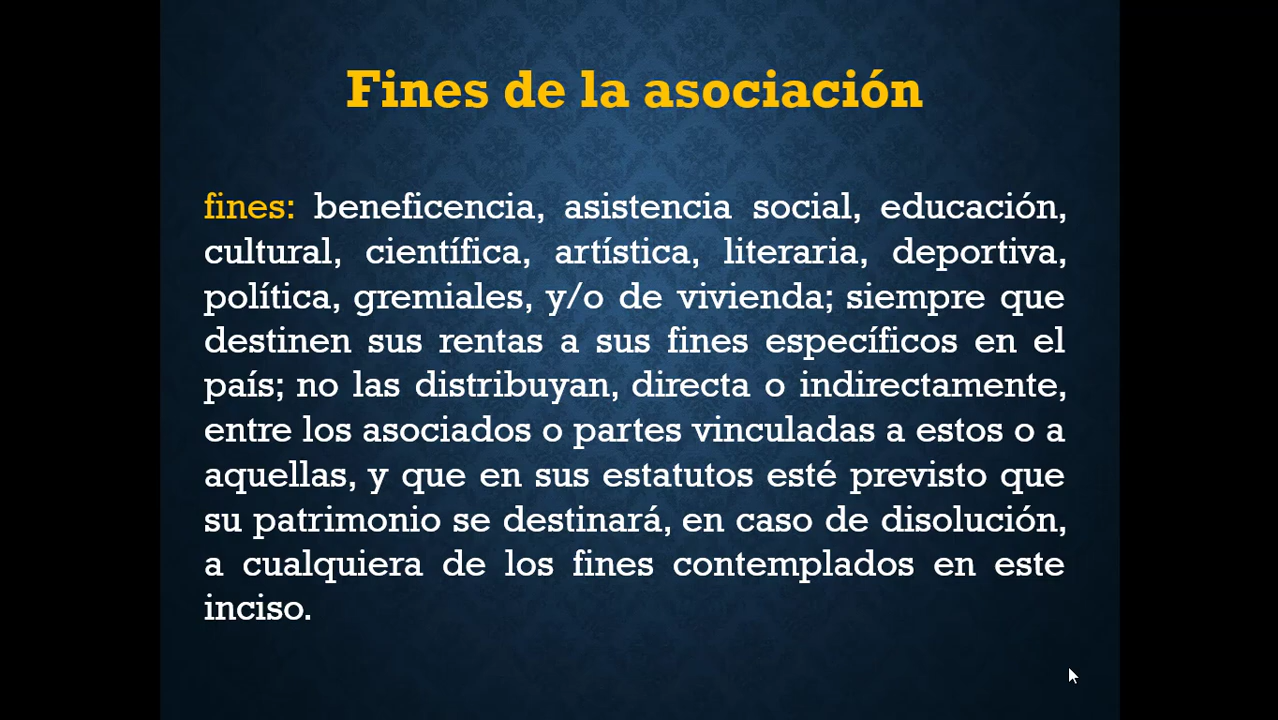 Fines de la asociación
fines: beneficencia, asistencia social, educación,
cultural, científica, artística, literaria, deportiva,
política, gremiales, y/o de vivienda; siempre que
destinen sus rentas a sus fines específicos en el
país; no las distribuyan, directa o indirectamente,
entre los asociados o partes vinculadas a estos o a
aquellas, y que en sus estatutos esté previsto que
su patrimonio se destinará, en caso de disolución,
a cualquiera de los fines contemplados en este
inciso.